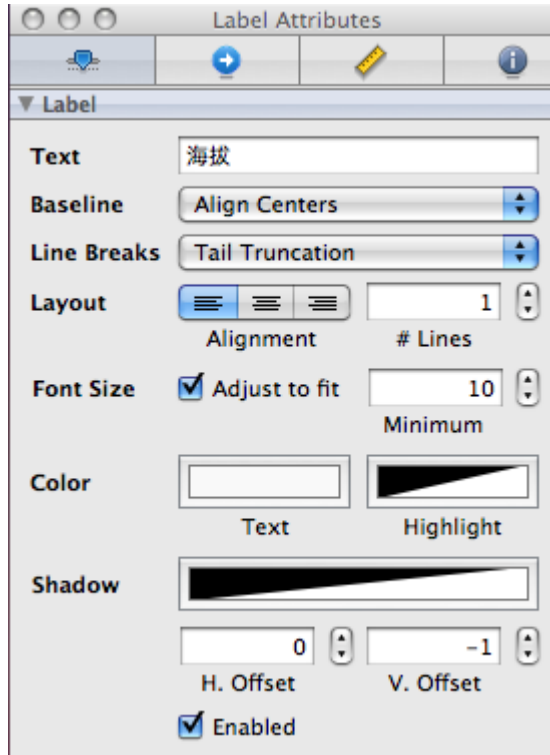 Label Attributes
Label
Text 海拔
Baseline Align Centers
Line Breaks Tail Truncation
Layout 1
Alignment # Lines
Font Size Adjust to fit 10
Minimum
Color
Text Highlight
Shadow
0 -1
H. Offset V. Offset
Enabled